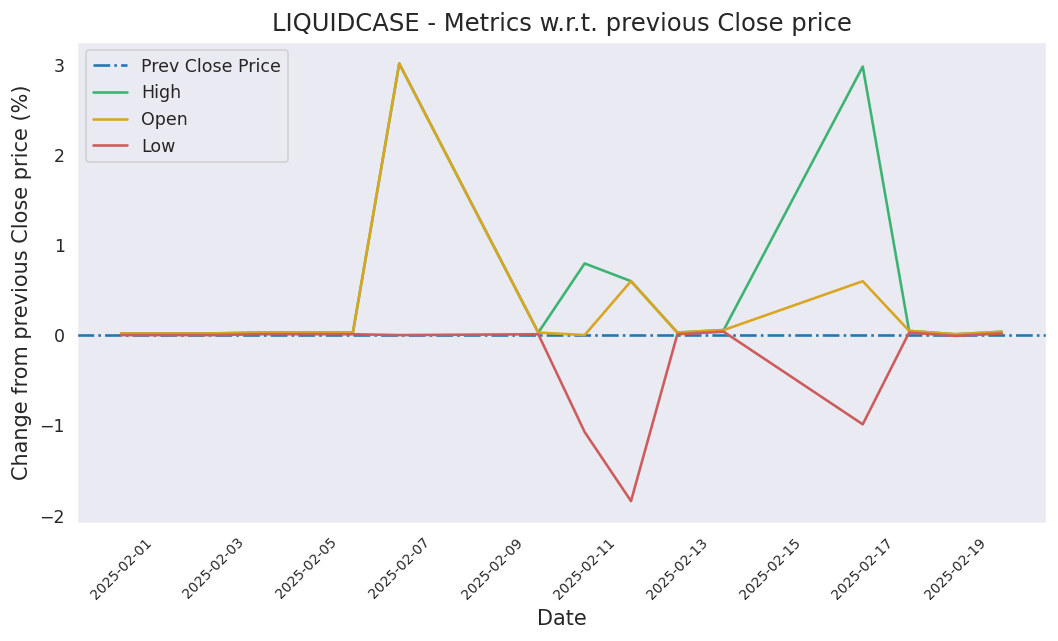 LIQUIDCASE - Metrics w.r.t. previous Close price
Prev Close Price
High
Open
Low
Change from previous Close price (%)
3
2
1
0
−1
−2
2025-02-01
2025-02-03
2025-02-05
2025-02-07
2025-02-09
2025-02-11
2025-02-13
2025-02-15
2025-02-17
2025-02-19
Date